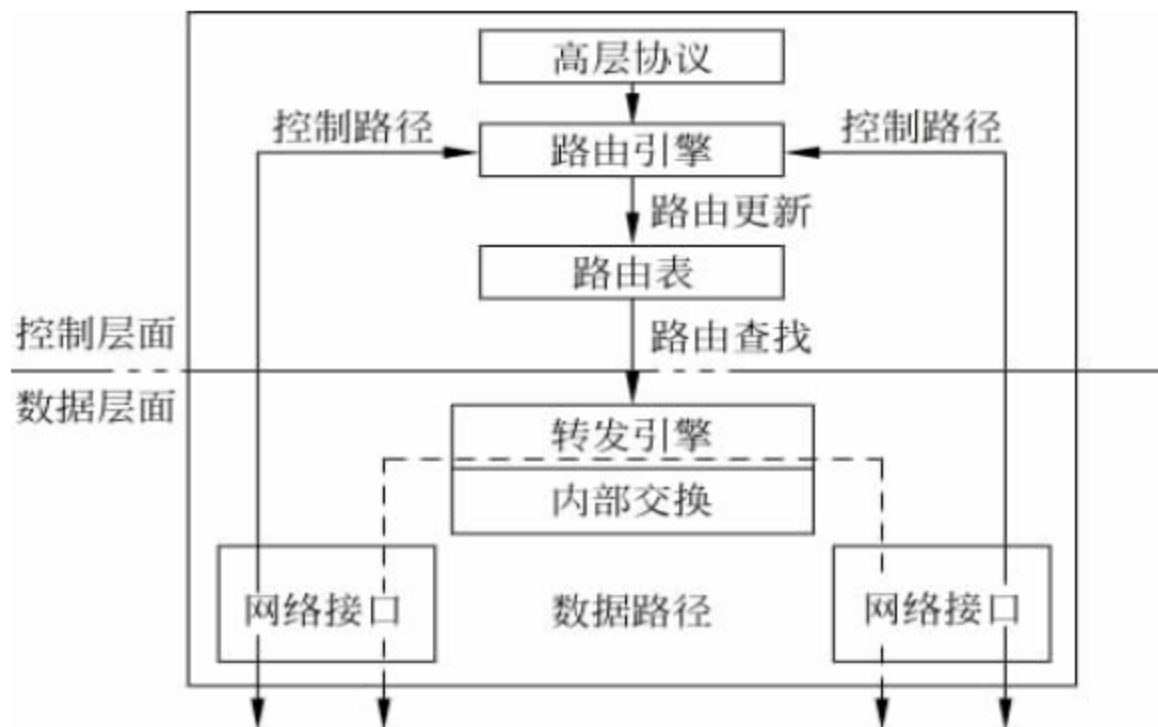 高层协议
控制路径
控制路径
路由引擎
路由更新
路由表
控制层面
路由查找
数据层面
转发引擎
内部交换
网络接口
数据路径
网络接口